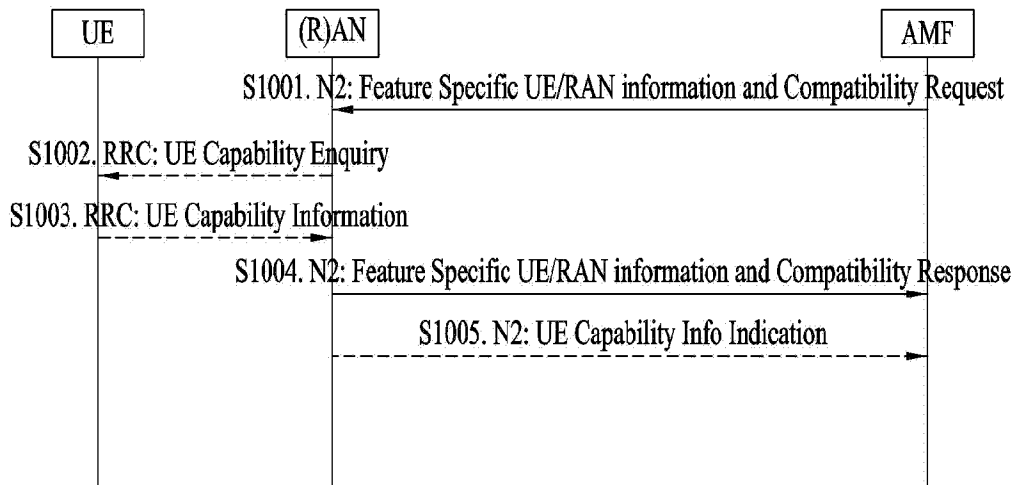 UE
(R)AN
AMF
S1001. N2: Feature Specific UE/RAN information and Compatibility Request
S1002. RRC: UE Capability Enquiry
S1003. RRC: UE Capability Information
S1004. N2: Feature Specific UE/RAN information and Compatibility Response
S1005. N2: UE Capability Info Indication